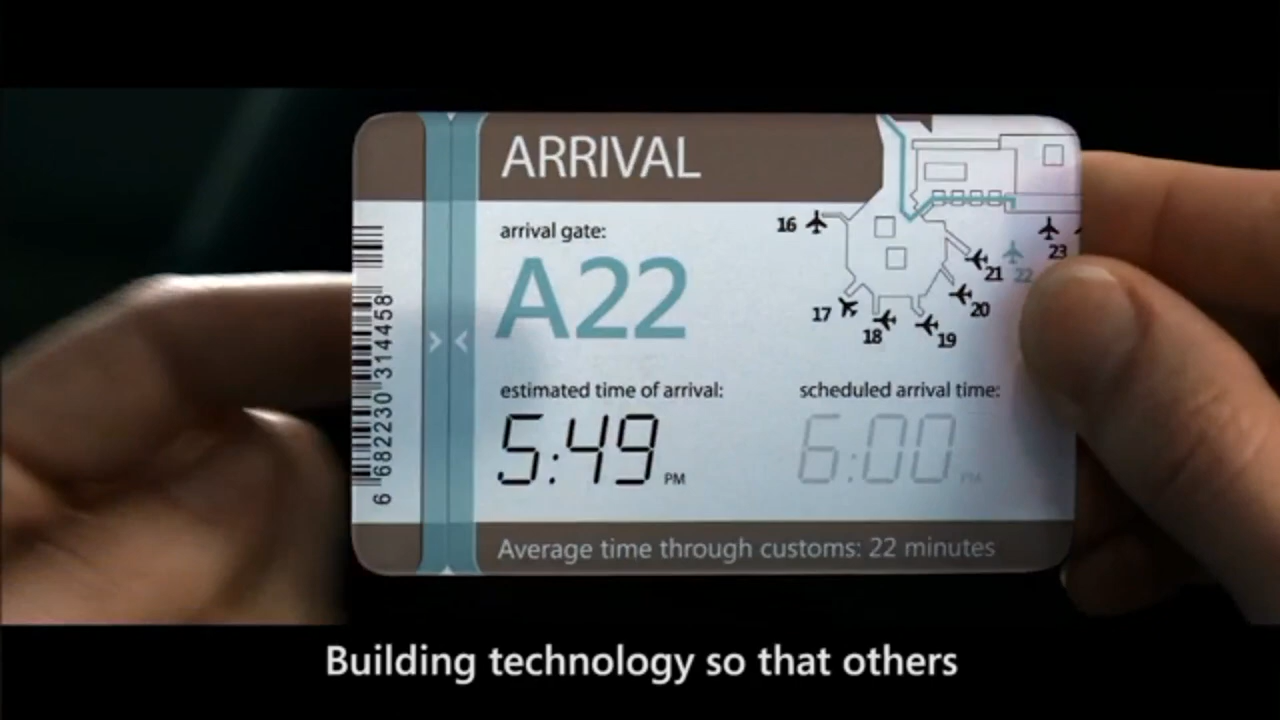 ARRIVAL
arrival gate:
A22
16
17
18
19
20
21
22
23
estimated time of arrival:
5:49 PM
scheduled arrival time:
6:00 PM
Average time through customs: 22 minutes
6 682230 314458
Building technology so that others